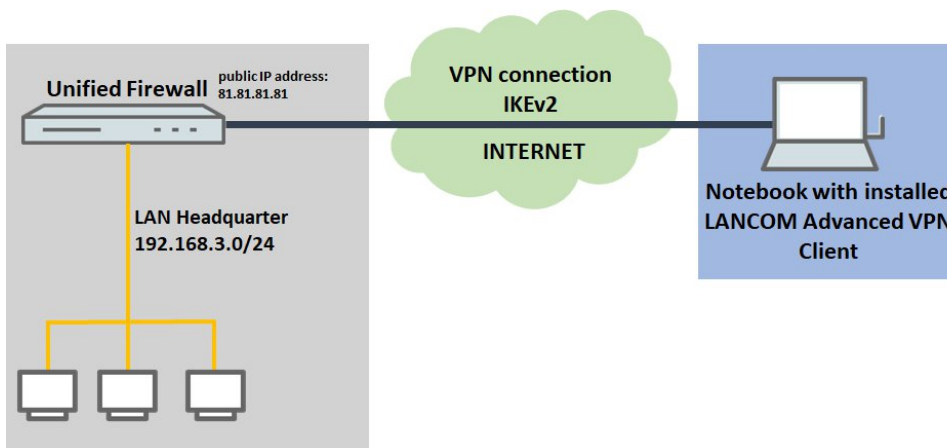 Unified Firewall
public IP address:
81.81.81.81
VPN connection
IKEv2
INTERNET
LAN Headquarter
192.168.3.0/24
Notebook with installed
LANCOM Advanced VPN
Client